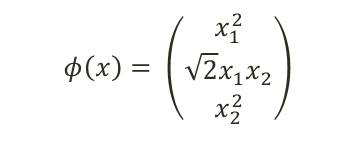 x₁²
ϕ(x) = ( √2x₁x₂ )
x₂²